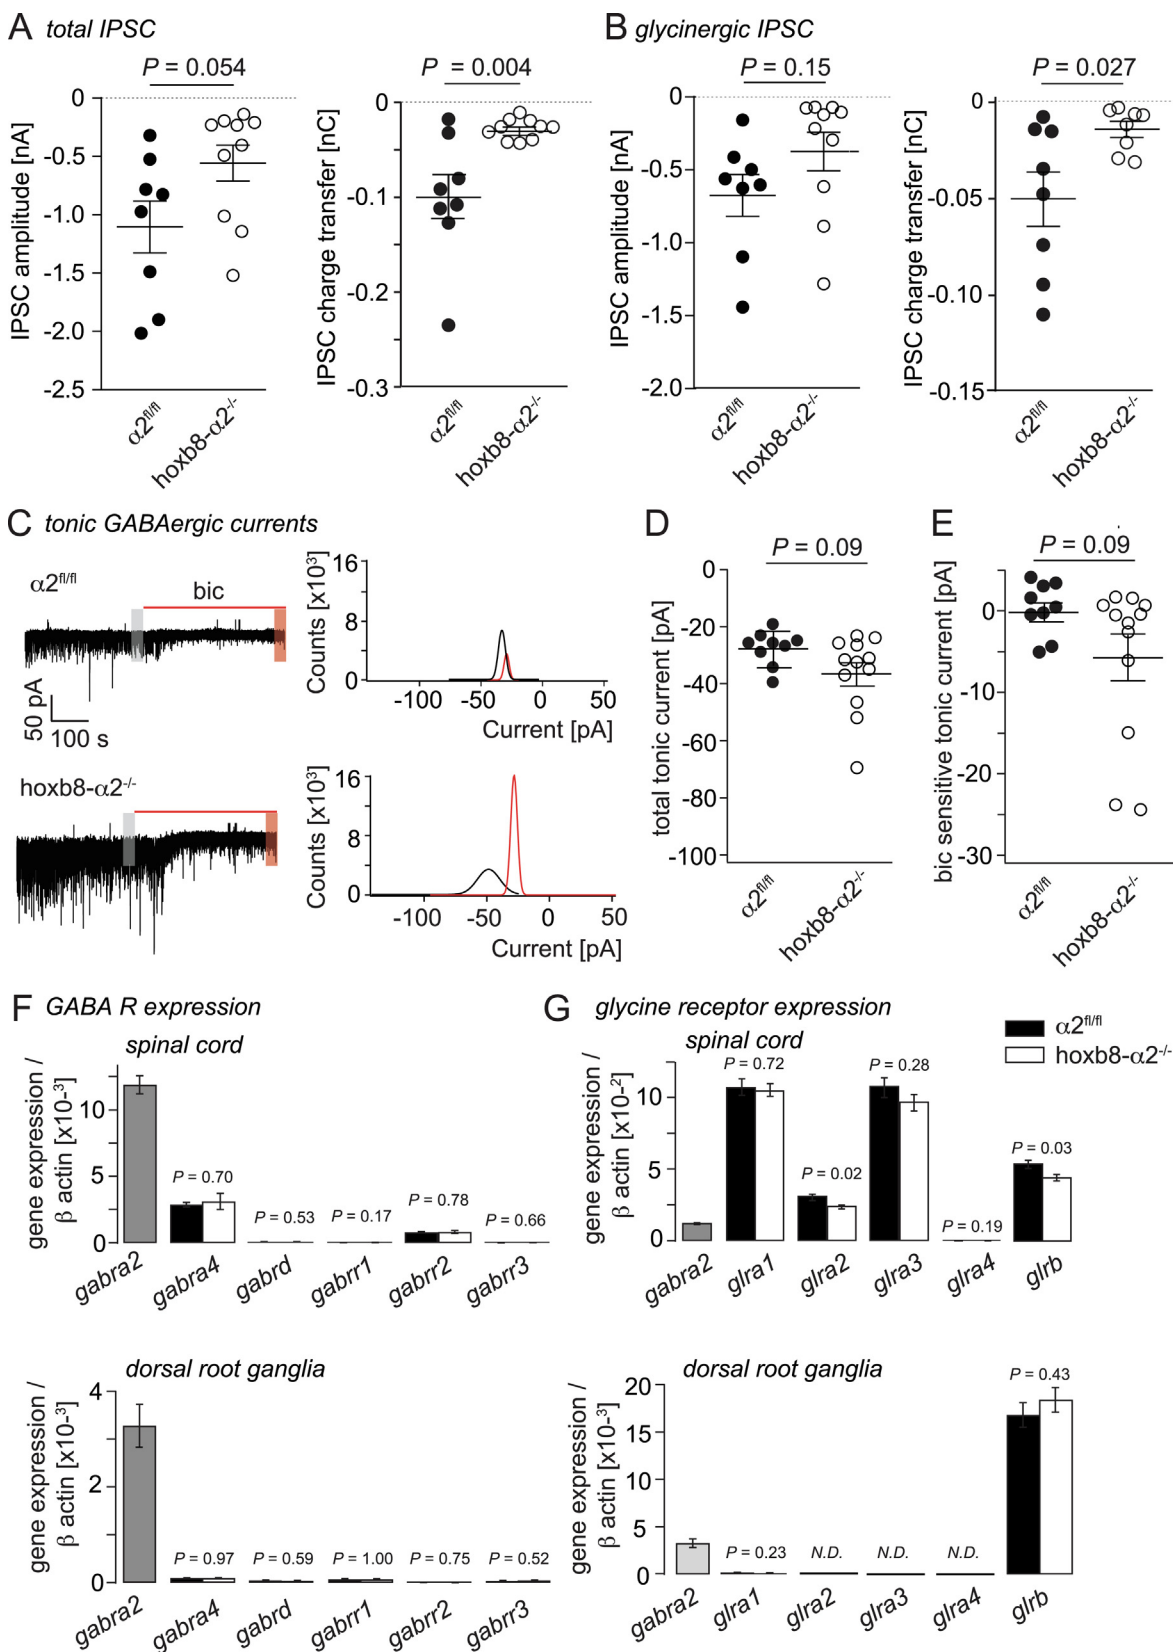 A total IPSC
P = 0.054
IPSC amplitude [nA]
0
-0.5
-1.0
-1.5
-2.0
-2.5
α2fl/fl
hoxb8-α2-/-
P = 0.004
IPSC charge transfer [nC]
0
-0.1
-0.2
-0.3
α2fl/fl
hoxb8-α2-/-
B glycinergic IPSC
P = 0.15
IPSC amplitude [nA]
0
-0.5
-1.0
-1.5
-2.0
α2fl/fl
hoxb8-α2-/-
P = 0.027
IPSC charge transfer [nC]
0
-0.05
-0.10
-0.15
α2fl/fl
hoxb8-α2-/-
C tonic GABAergic currents
α2fl/fl
bic
50 pA
100 s
Counts [x10³]
16
8
0
-100 -50 0 50
Current [pA]
hoxb8-α2-/-
Counts [x10³]
16
8
0
-100 -50 0 50
Current [pA]
D
P = 0.09
total tonic current [pA]
0
-20
-40
-60
-80
-100
α2fl/fl
hoxb8-α2-/-
E
P = 0.09
bic sensitive tonic current [pA]
0
-10
-20
-30
α2fl/fl
hoxb8-α2-/-
F GABA R expression
spinal cord
gene expression /
β actin [x10-³]
10
5
0
P = 0.70
P = 0.53
P = 0.17
P = 0.78
P = 0.66
gabra2
gabra4
gabrd
gabrr1
gabrr2
gabrr3
dorsal root ganglia
gene expression /
β actin [x10-³]
4
2
0
P = 0.97
P = 0.59
P = 1.00
P = 0.75
P = 0.52
gabra2
gabra4
gabrd
gabrr1
gabrr2
gabrr3
G glycine receptor expression
spinal cord
α2fl/fl
hoxb8-α2-/-
gene expression /
β actin [x10-²]
10
5
0
P = 0.72
P = 0.02
P = 0.28
P = 0.19
P = 0.03
gabra2
glra1
glra2
glra3
glra4
glrb
dorsal root ganglia
gene expression /
β actin [x10-³]
20
15
10
5
0
P = 0.23
N.D.
N.D.
N.D.
P = 0.43
gabra2
glra1
glra2
glra3
glra4
glrb